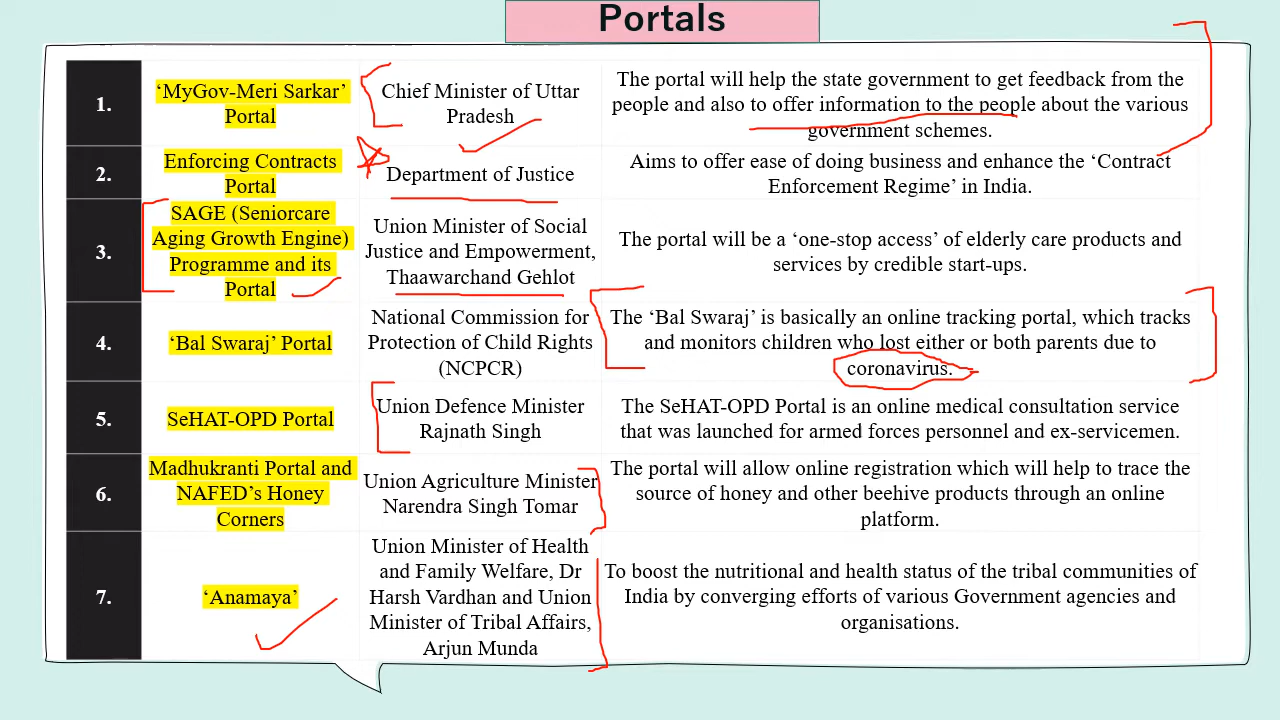 Portals
1.
'MyGov-Meri Sarkar'
Portal
Chief Minister of Uttar
Pradesh
The portal will help the state government to get feedback from the
people and also to offer information to the people about the various
government schemes.
2.
Enforcing Contracts
Portal
Department of Justice
Aims to offer ease of doing business and enhance the 'Contract
Enforcement Regime' in India.
3.
SAGE (Seniorcare
Aging Growth Engine)
Programme and its
Portal
Union Minister of Social
Justice and Empowerment,
Thaawarchand Gehlot
The portal will be a 'one-stop access' of elderly care products and
services by credible start-ups.
4.
'Bal Swaraj' Portal
National Commission for
Protection of Child Rights
(NCPCR)
The 'Bal Swaraj' is basically an online tracking portal, which tracks
and monitors children who lost either or both parents due to
coronavirus.
5.
SeHAT-OPD Portal
Union Defence Minister
Rajnath Singh
The SeHAT-OPD Portal is an online medical consultation service
that was launched for armed forces personnel and ex-servicemen.
6.
Madhukranti Portal and
NAFED's Honey
Corners
Union Agriculture Minister
Narendra Singh Tomar
The portal will allow online registration which will help to trace the
source of honey and other beehive products through an online
platform.
7.
'Anamaya'
Union Minister of Health
and Family Welfare, Dr
Harsh Vardhan and Union
Minister of Tribal Affairs,
Arjun Munda
To boost the nutritional and health status of the tribal communities of
India by converging efforts of various Government agencies and
organisations.